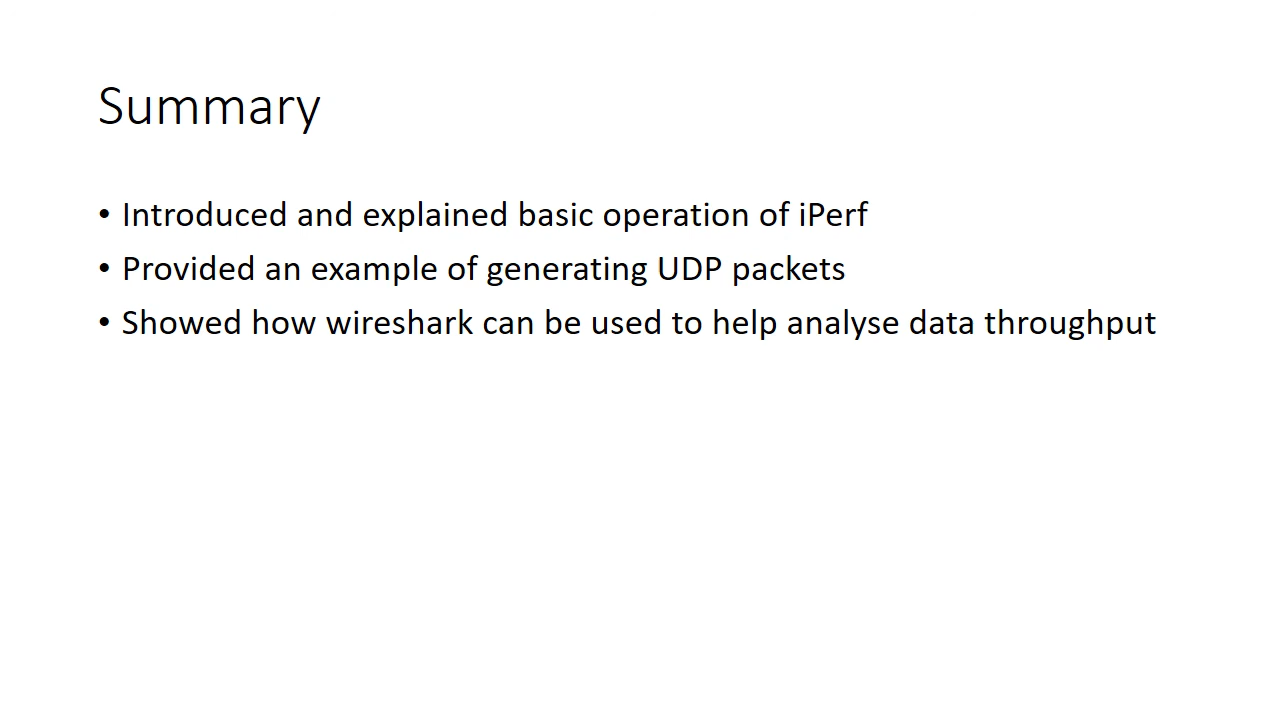 Summary
• Introduced and explained basic operation of iPerf
• Provided an example of generating UDP packets
• Showed how wireshark can be used to help analyse data throughput